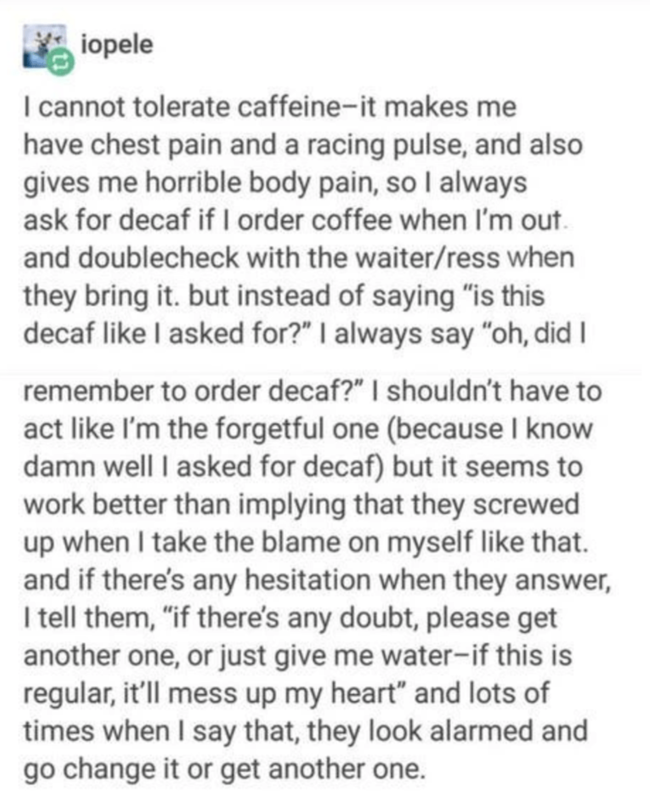 iopele
I cannot tolerate caffeine–it makes me
have chest pain and a racing pulse, and also
gives me horrible body pain, so I always
ask for decaf if I order coffee when I'm out.
and doublecheck with the waiter/ress when
they bring it. but instead of saying "is this
decaf like I asked for?" I always say "oh, did I
remember to order decaf?" I shouldn't have to
act like I'm the forgetful one (because I know
damn well I asked for decaf) but it seems to
work better than implying that they screwed
up when I take the blame on myself like that.
and if there's any hesitation when they answer,
I tell them, "if there's any doubt, please get
another one, or just give me water–if this is
regular, it'll mess up my heart" and lots of
times when I say that, they look alarmed and
go change it or get another one.